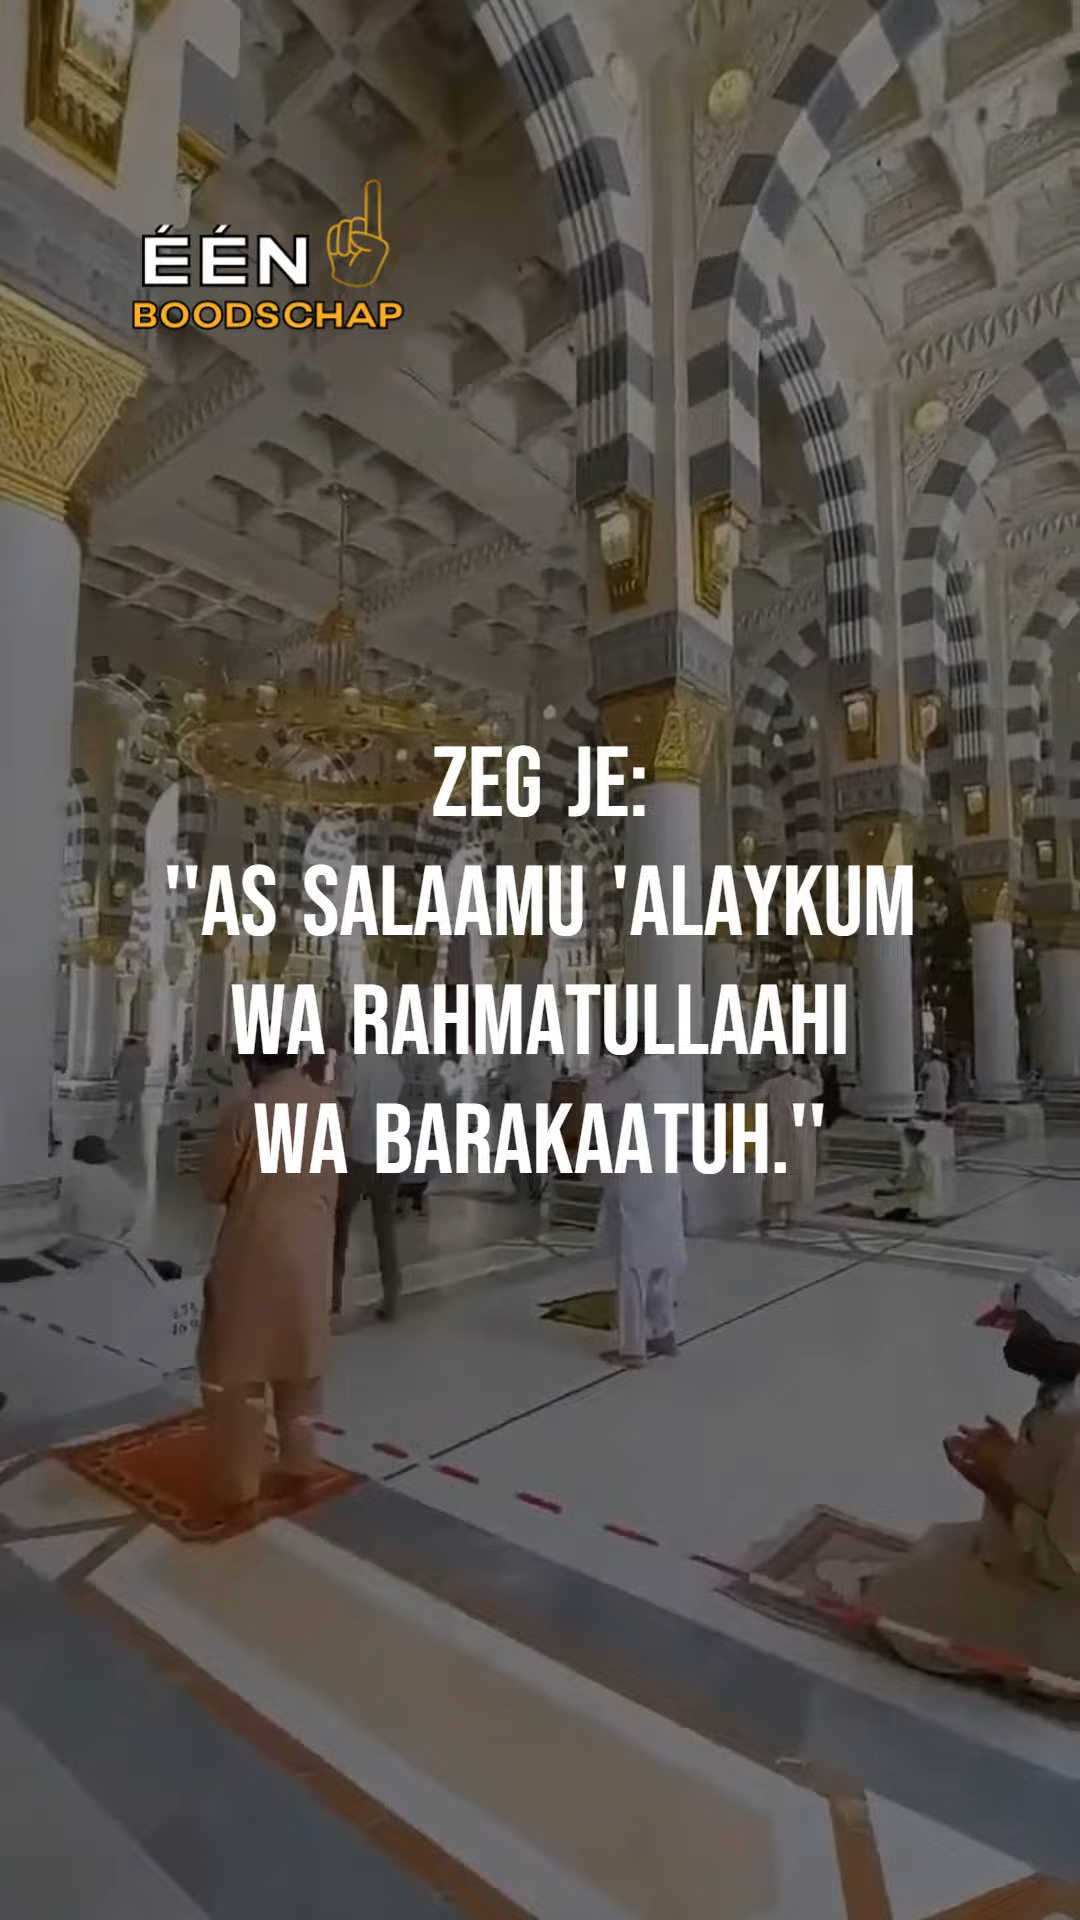 ÉÉN
BOODSCHAP
ZEG JE:
"AS SALAAMU 'ALAYKUM
WA RAHMATULLAAHI
WA BARAKAATUH."